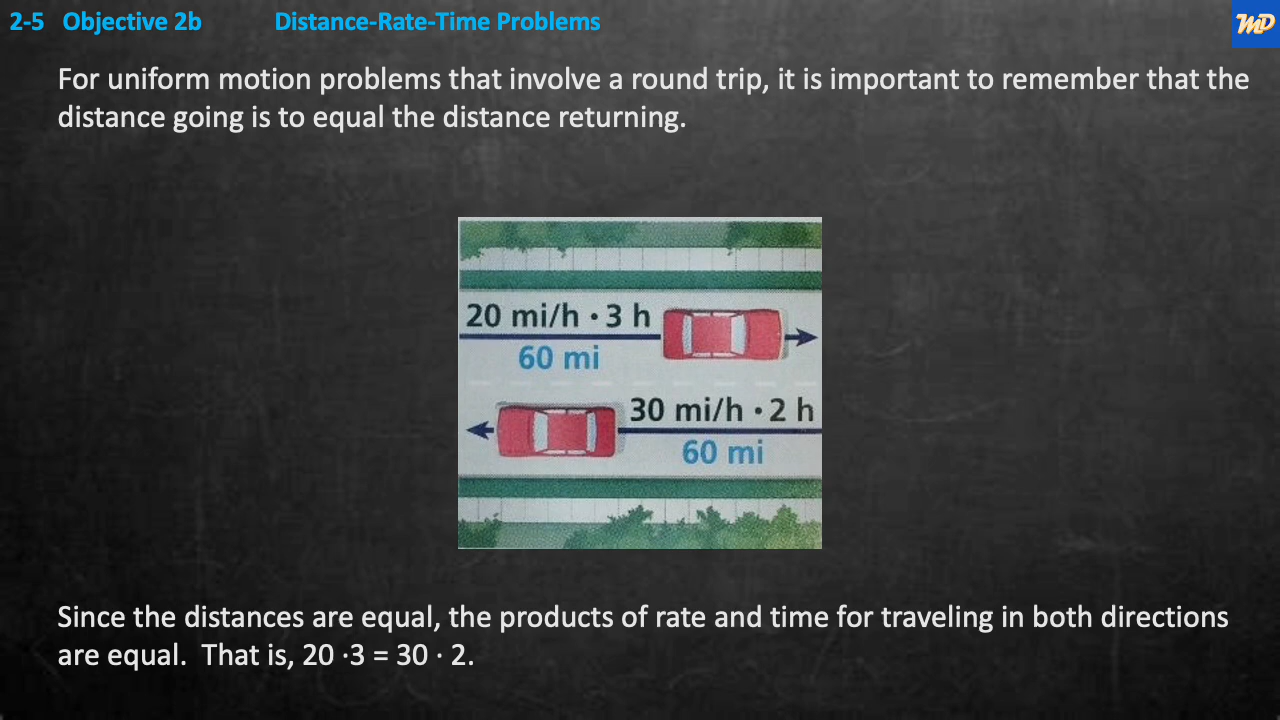 2-5 Objective 2b Distance-Rate-Time Problems
MD
For uniform motion problems that involve a round trip, it is important to remember that the
distance going is to equal the distance returning.
20 mi/h · 3 h
60 mi
30 mi/h · 2 h
60 mi
Since the distances are equal, the products of rate and time for traveling in both directions
are equal. That is, 20 ·3 = 30 · 2.